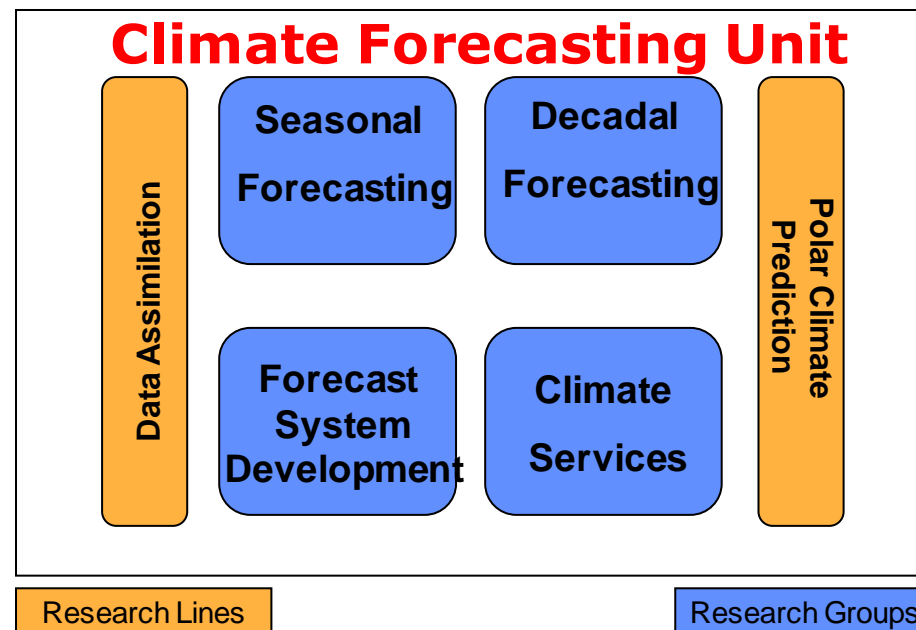 Climate Forecasting Unit
Data Assimilation
Seasonal
Forecasting
Decadal
Forecasting
Forecast
System
Development
Climate
Services
Polar Climate
Prediction
Research Lines
Research Groups